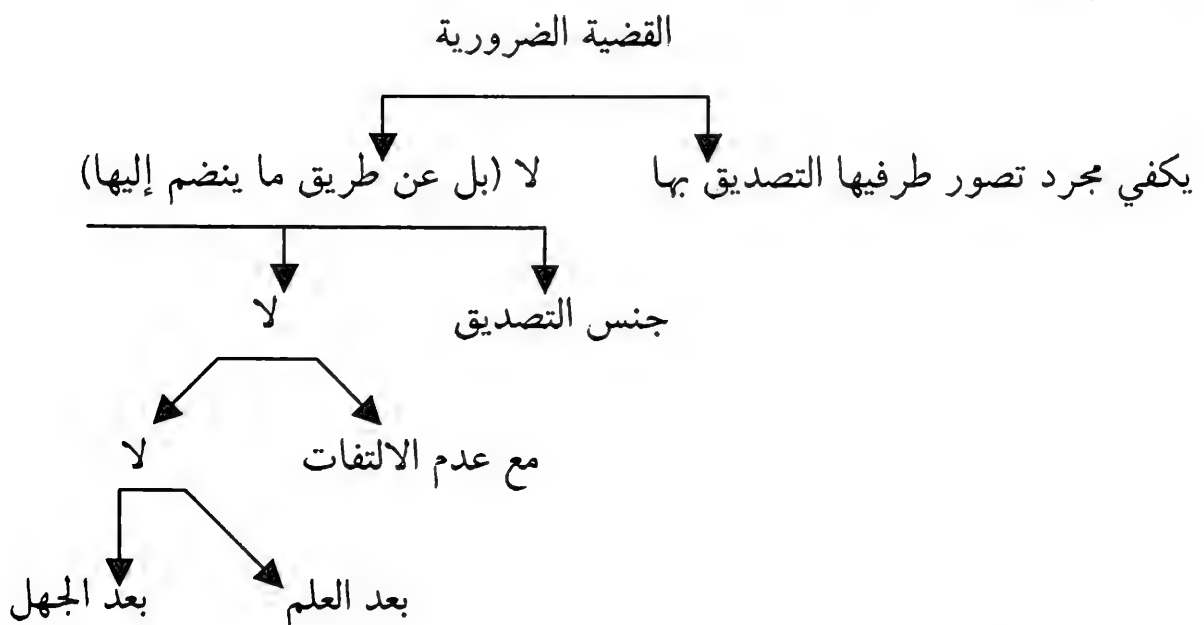 القضية الضرورية
يكفي مجرد تصور طرفيها التصديق بها لا (بل عن طريق ما ينضم إليها)
جنس التصديق لا
مع عدم الالتفات لا
بعد العلم بعد الجهل